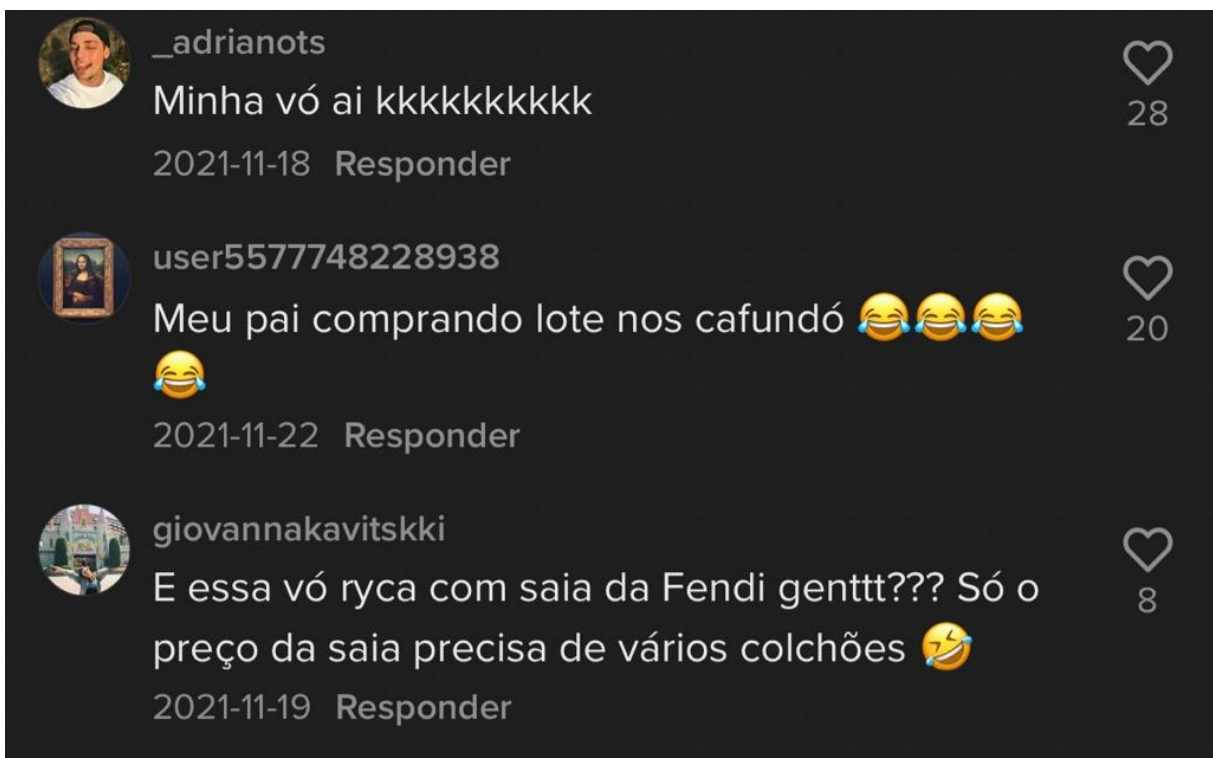 _adrianots
Minha vó ai kkkkkkkkkk
28
2021-11-18 Responder
user5577748228938
Meu pai comprando lote nos cafundó 😂😂😂
😂
20
2021-11-22 Responder
giovannakavitskki
E essa vó ryca com saia da Fendi genttt??? Só o
preço da saia precisa de vários colchões 🤣
8
2021-11-19 Responder